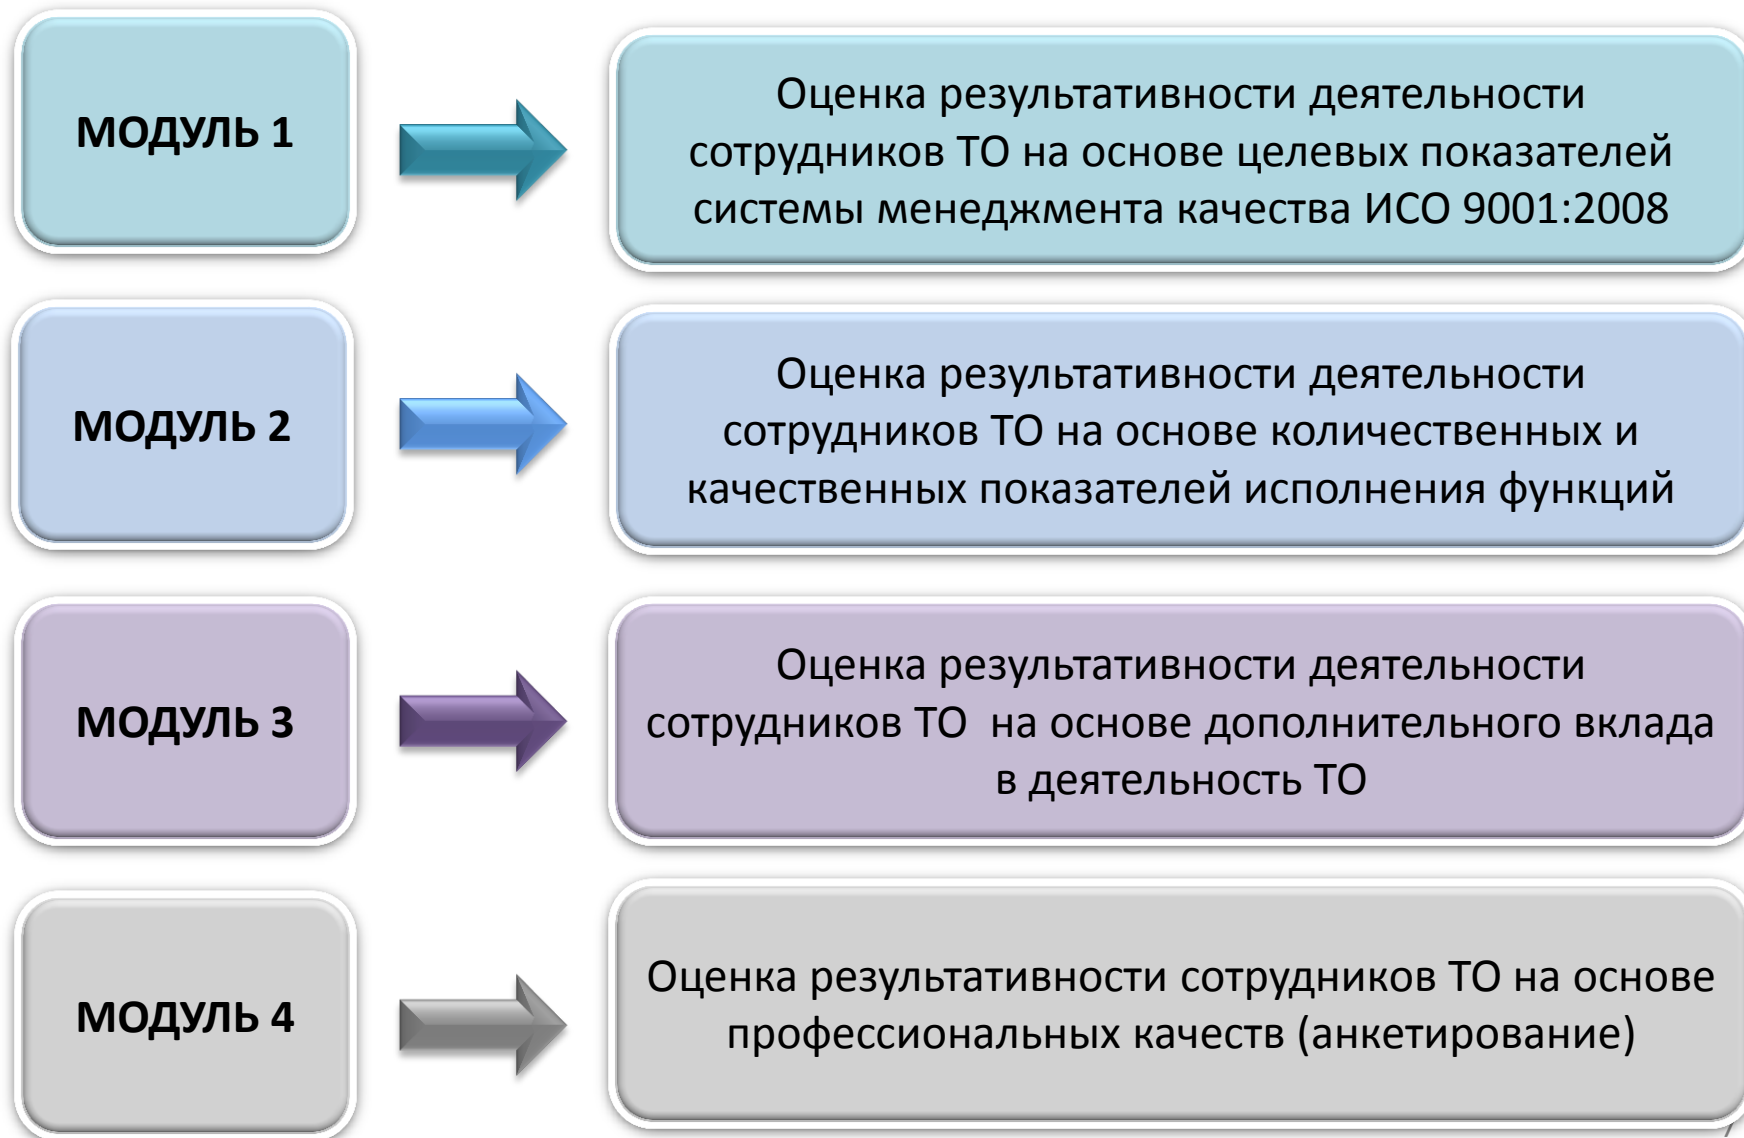 МОДУЛЬ 1
Оценка результативности деятельности
сотрудников ТО на основе целевых показателей
системы менеджмента качества ИСО 9001:2008
МОДУЛЬ 2
Оценка результативности деятельности
сотрудников ТО на основе количественных и
качественных показателей исполнения функций
МОДУЛЬ 3
Оценка результативности деятельности
сотрудников ТО на основе дополнительного вклада
в деятельность ТО
МОДУЛЬ 4
Оценка результативности сотрудников ТО на основе
профессиональных качеств (анкетирование)